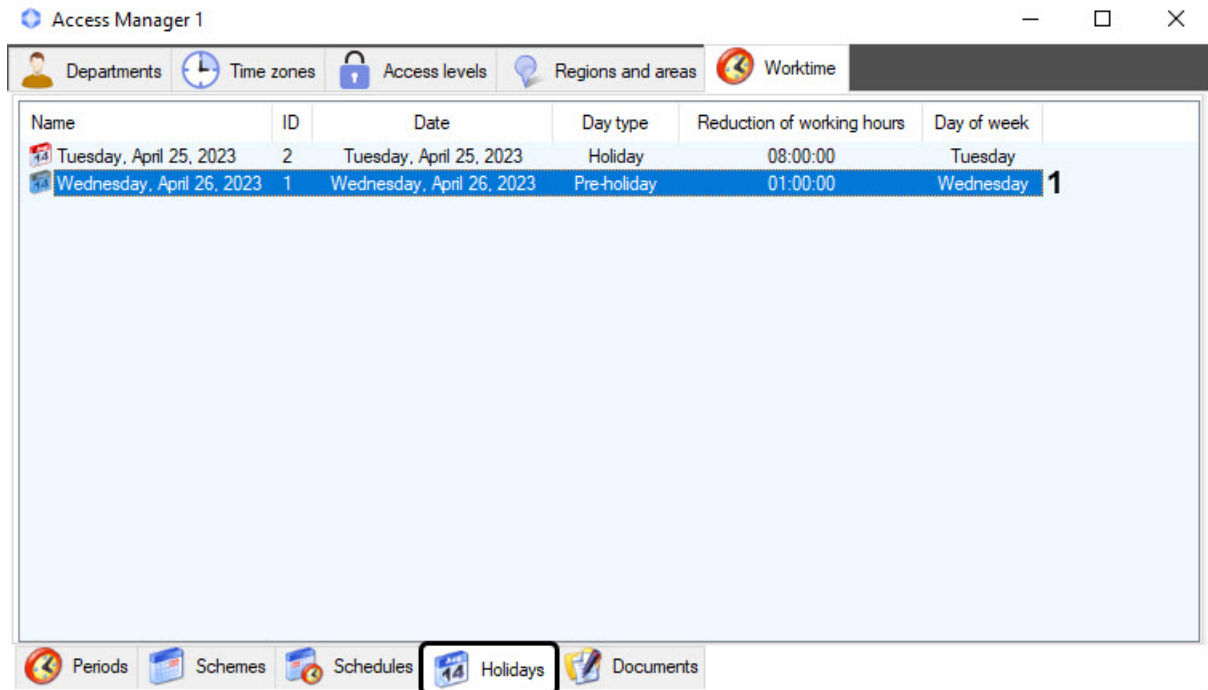 Access Manager 1
Departments Time zones Access levels Regions and areas Worktime
Name ID Date Day type Reduction of working hours Day of week
Tuesday, April 25, 2023 2 Tuesday, April 25, 2023 Holiday 08:00:00 Tuesday
Wednesday, April 26, 2023 1 Wednesday, April 26, 2023 Pre-holiday 01:00:00 Wednesday 1
Periods Schemes Schedules Holidays Documents